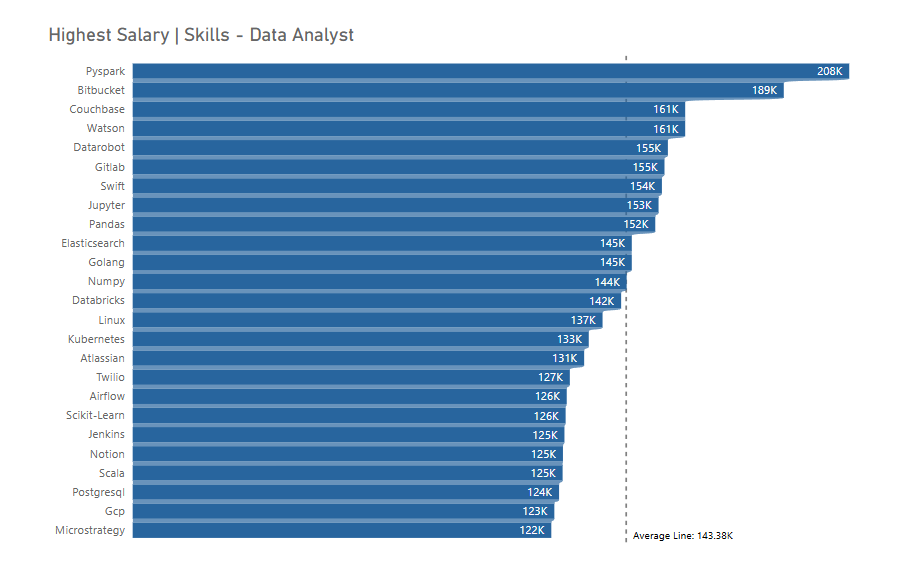 Highest Salary | Skills - Data Analyst
Pyspark 208K
Bitbucket 189K
Couchbase 161K
Watson 161K
Datarobot 155K
Gitlab 155K
Swift 154K
Jupyter 153K
Pandas 152K
Elasticsearch 145K
Golang 145K
Numpy 144K
Databricks 142K
Linux 137K
Kubernetes 133K
Atlassian 131K
Twilio 127K
Airflow 126K
Scikit-Learn 126K
Jenkins 125K
Notion 125K
Scala 125K
Postgresql 124K
Gcp 123K
Microstrategy 122K
Average Line: 143.38K